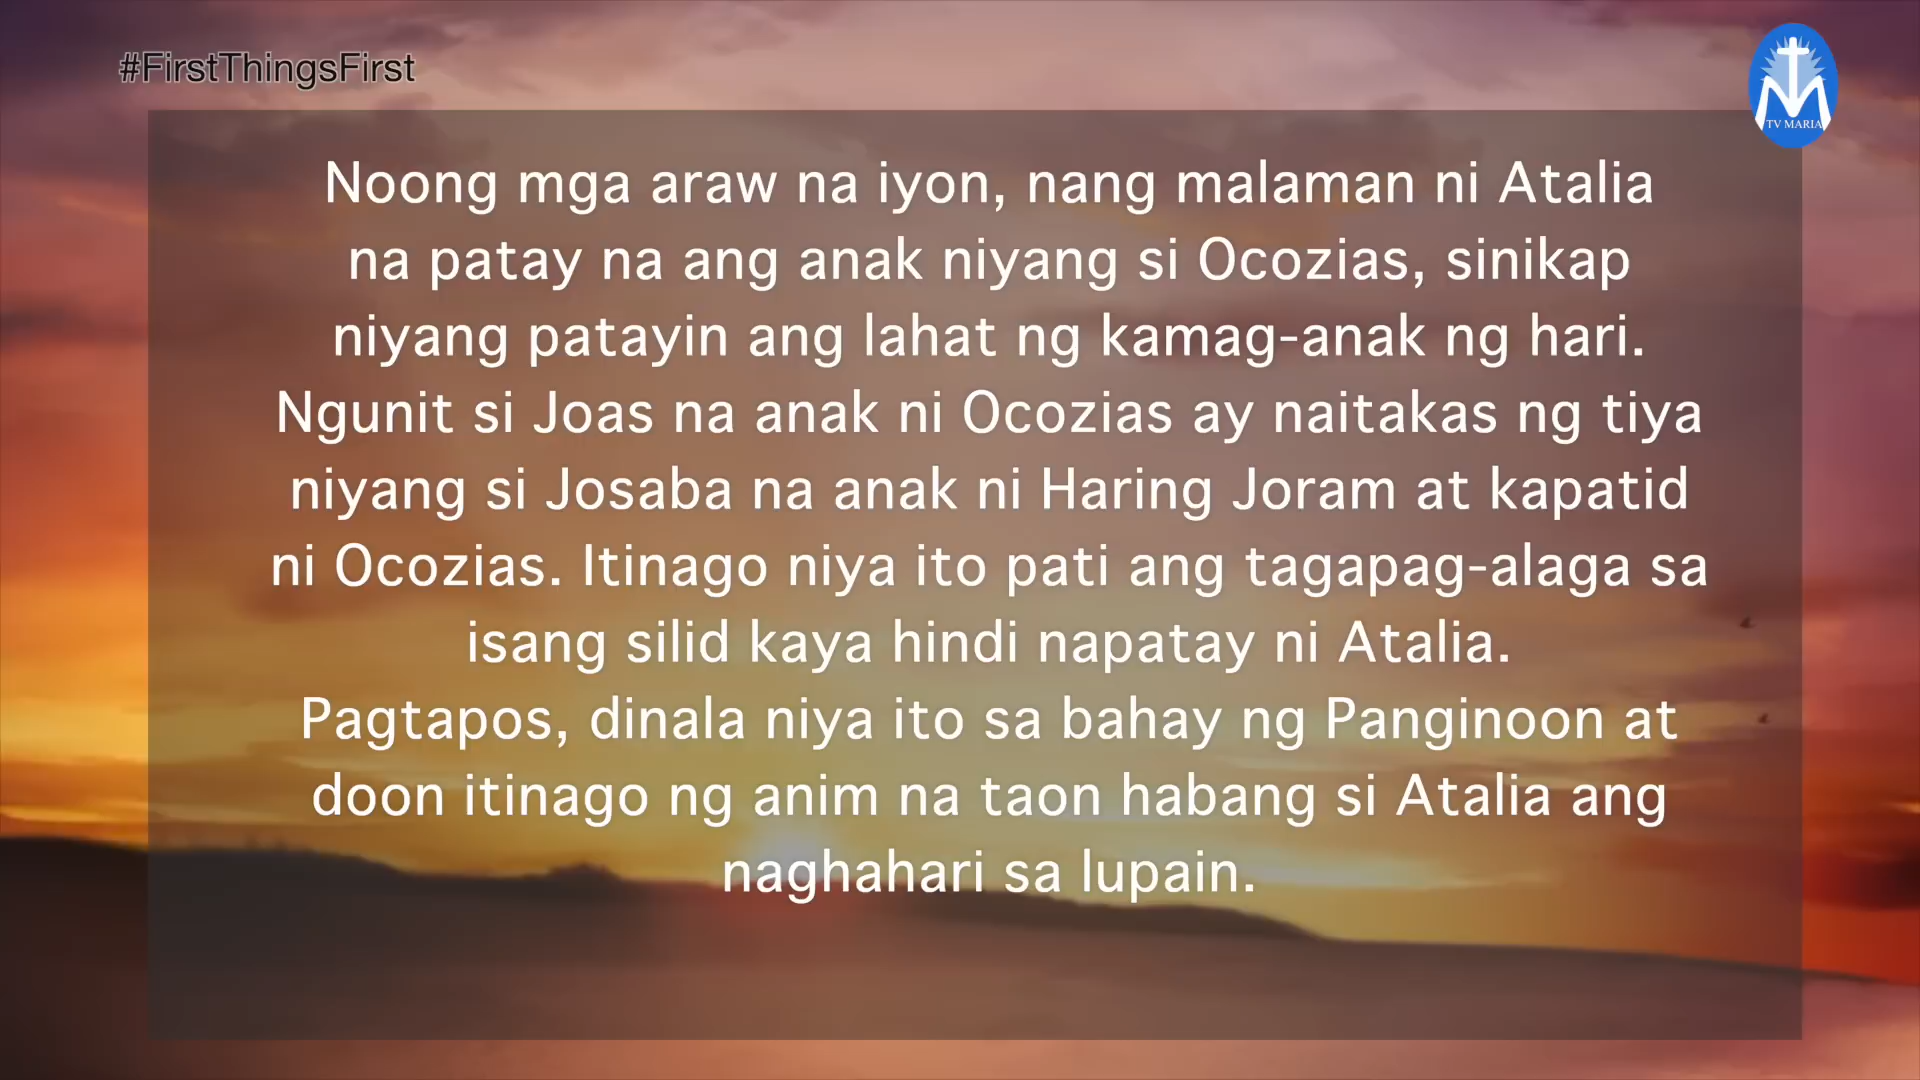 #FirstThingsFirst
TV MARIA
Noong mga araw na iyon, nang malaman ni Atalia
na patay na ang anak niyang si Ocozias, sinikap
niyang patayin ang lahat ng kamag-anak ng hari.
Ngunit si Joas na anak ni Ocozias ay naitakas ng tiya
niyang si Josaba na anak ni Haring Joram at kapatid
ni Ocozias. Itinago niya ito pati ang tagapag-alaga sa
isang silid kaya hindi napatay ni Atalia.
Pagtapos, dinala niya ito sa bahay ng Panginoon at
doon itinago ng anim na taon habang si Atalia ang
naghahari sa lupain.